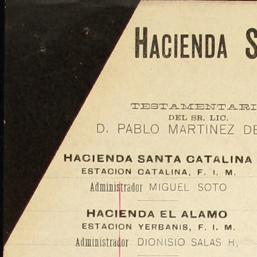 HACIENDA S
TESTAMENTARI
DEL SR. LIC.
D. PABLO MARTINEZ DE
HACIENDA SANTA CATALINA
ESTACION CATALINA, F. I. M.
Administrador MIGUEL SOTO
HACIENDA EL ALAMO
ESTACION YERBANIS, F. I. M.
Administrador DIONISIO SALAS H,